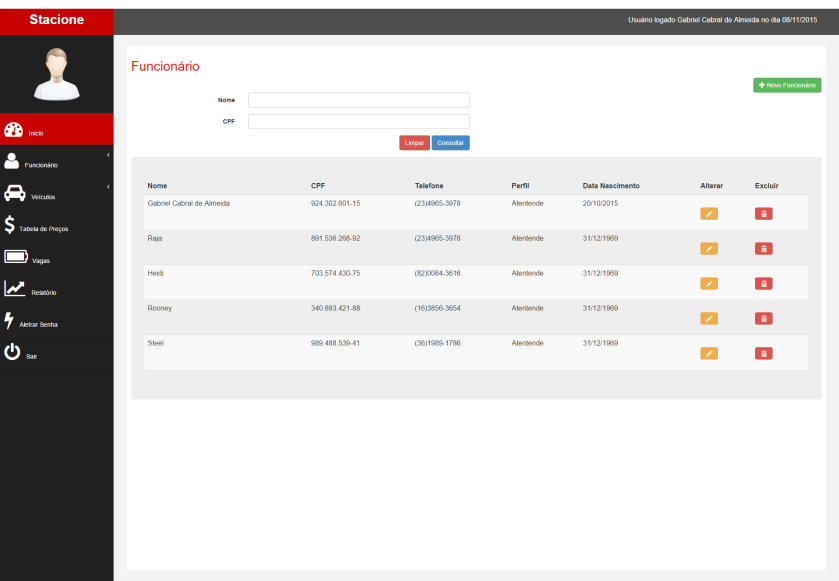 Stacione
Usuário logado Gabriel Cabral de Almeida no dia 08/11/2015
Inicio
Funcionário
Veículos
Tabela de Preços
Vagas
Relatório
Aletrar Senha
Sair
Funcionário
Novo Funcionário
Nome
CPF
Limpar Consultar
Nome CPF Telefone Perfil Data Nascimento Alterar Excluir
Gabriel Cabral de Almeida 924.302.601-15 (23)4965-3978 Atentende 20/10/2015
Raja 891.536.268-92 (23)4965-3978 Atentende 31/12/1969
Heidi 703.574.430-75 (82)0084-3616 Atentende 31/12/1969
Rooney 340.893.421-88 (16)3856-3654 Atentende 31/12/1969
Steel 989.488.539-41 (36)1989-1786 Atentende 31/12/1969